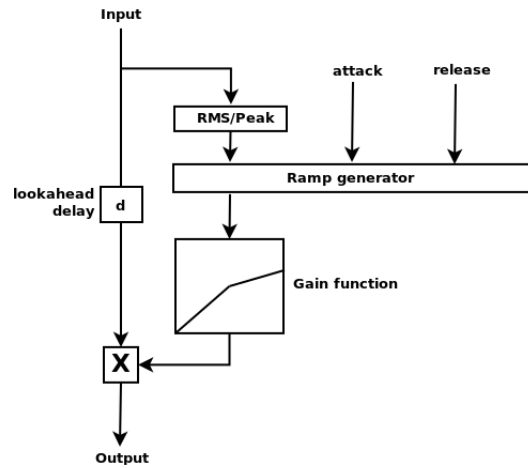 Input
attack
release
RMS/Peak
Ramp generator
lookahead
delay
d
Gain function
X
Output